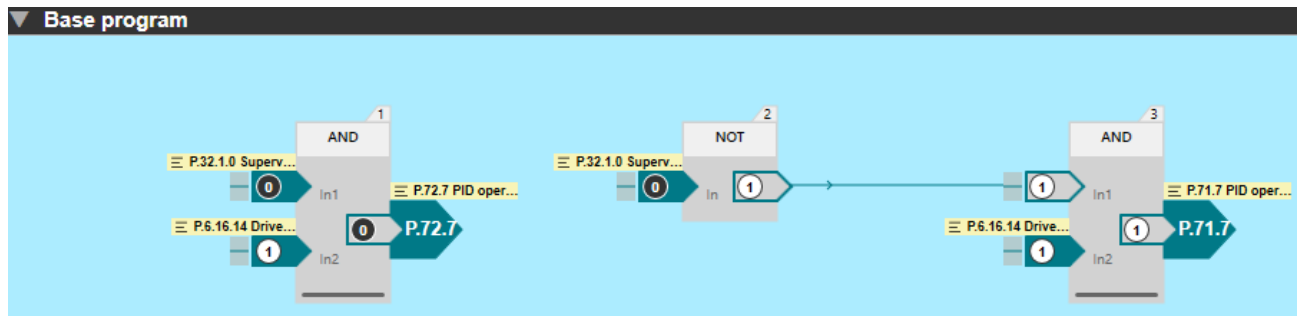 Base program
1
AND
P.32.1.0 Superv...
0
In1
P.72.7 PID oper...
P.6.16.14 Drive...
0
P.72.7
1
In2
2
NOT
P.32.1.0 Superv...
0
In
1
3
AND
1
In1
P.71.7 PID oper...
P.6.16.14 Drive...
1
P.71.7
1
In2